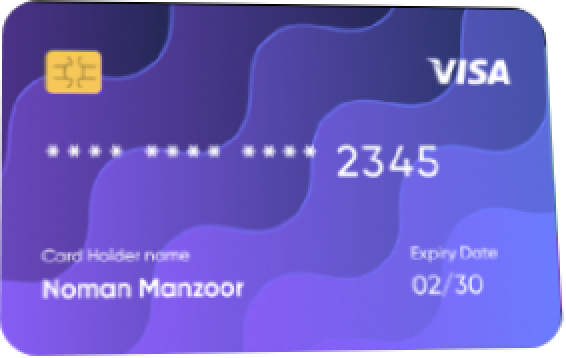 VISA
**** **** **** 2345
Card Holder name
Expiry Date
Noman Manzoor
02/30